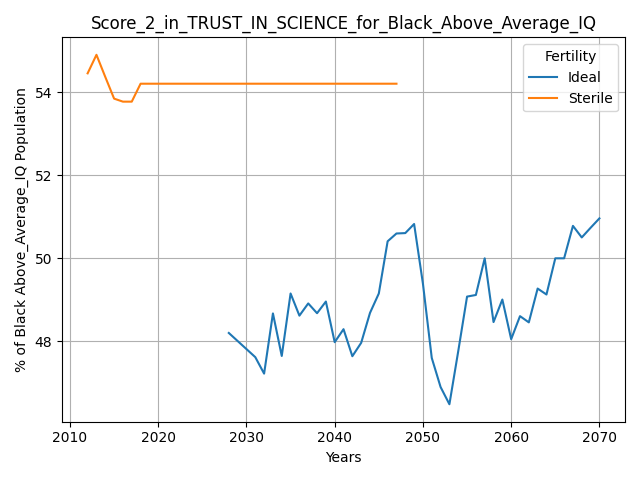 Score_2_in_TRUST_IN_SCIENCE_for_Black_Above_Average_IQ
Fertility
Ideal
Sterile
% of Black Above_Average_IQ Population
54
52
50
48
2010 2020 2030 2040 2050 2060 2070
Years